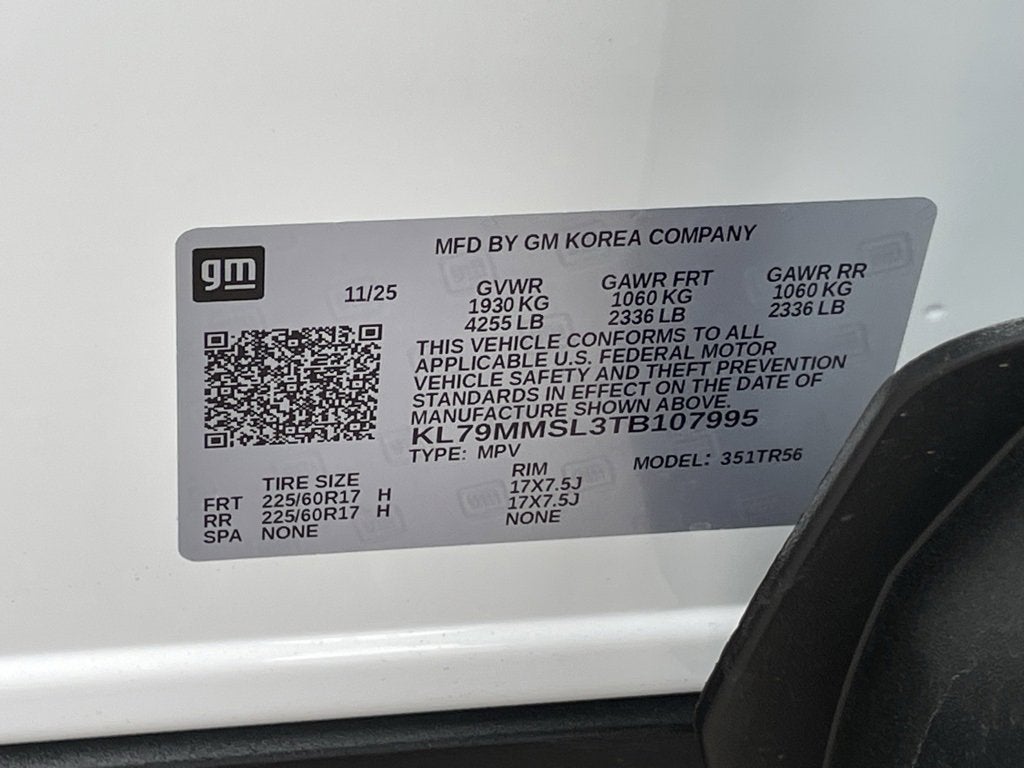 gm
MFD BY GM KOREA COMPANY
11/25
GVWR
1930 KG
4255 LB
GAWR FRT
1060 KG
2336 LB
GAWR RR
1060 KG
2336 LB
THIS VEHICLE CONFORMS TO ALL
APPLICABLE U.S. FEDERAL MOTOR
VEHICLE SAFETY AND THEFT PREVENTION
STANDARDS IN EFFECT ON THE DATE OF
MANUFACTURE SHOWN ABOVE.
KL79MMSL3TB107995
TYPE: MPV
MODEL: 351TR56
TIRE SIZE RIM
FRT 225/60R17 H 17X7.5J
RR 225/60R17 H 17X7.5J
SPA NONE NONE